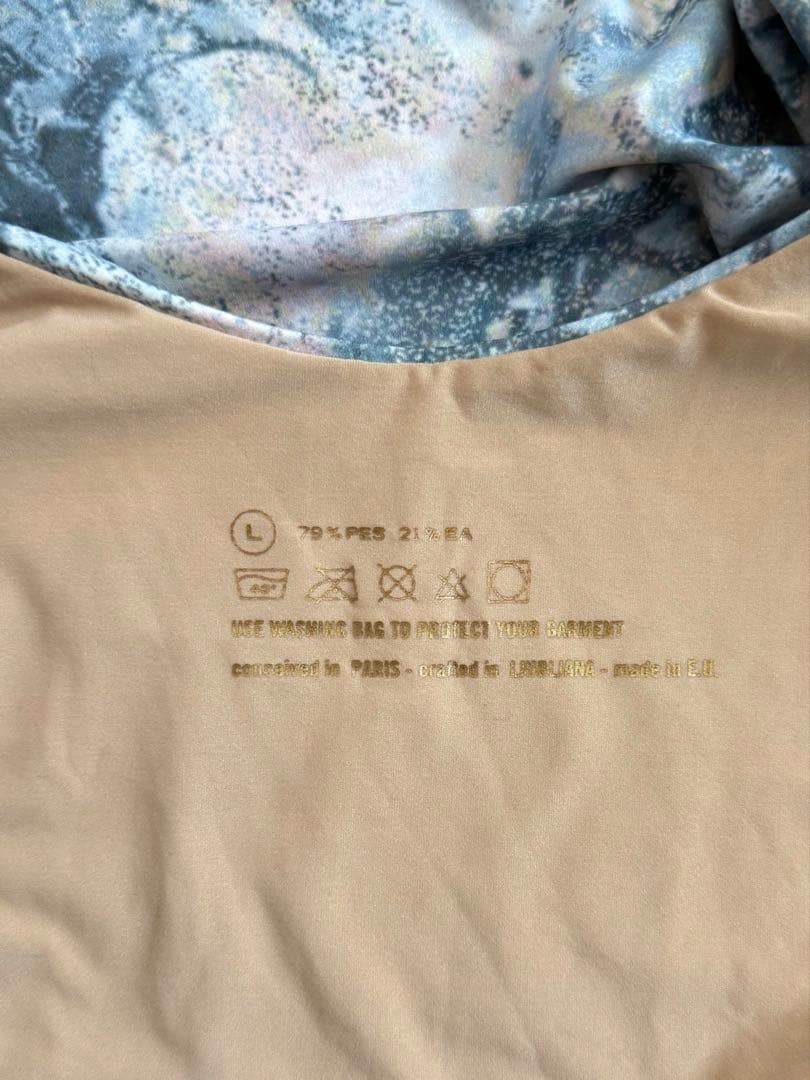 L 79% PES 21% EA
40°
USE WASHING BAG TO PROTECT YOUR GARMENT
conceived in PARIS - crafted in LJUBLJANA - made in E.U.